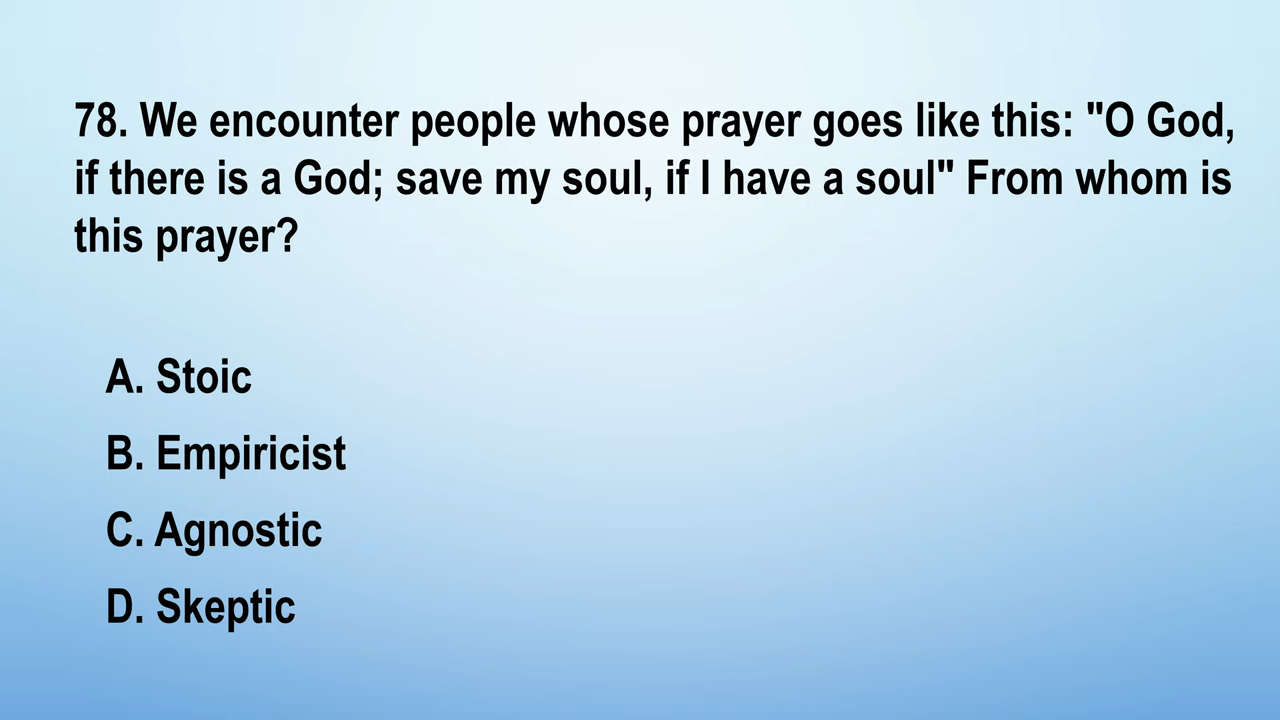 78. We encounter people whose prayer goes like this: "O God,
if there is a God; save my soul, if I have a soul" From whom is
this prayer?
A. Stoic
B. Empiricist
C. Agnostic
D. Skeptic